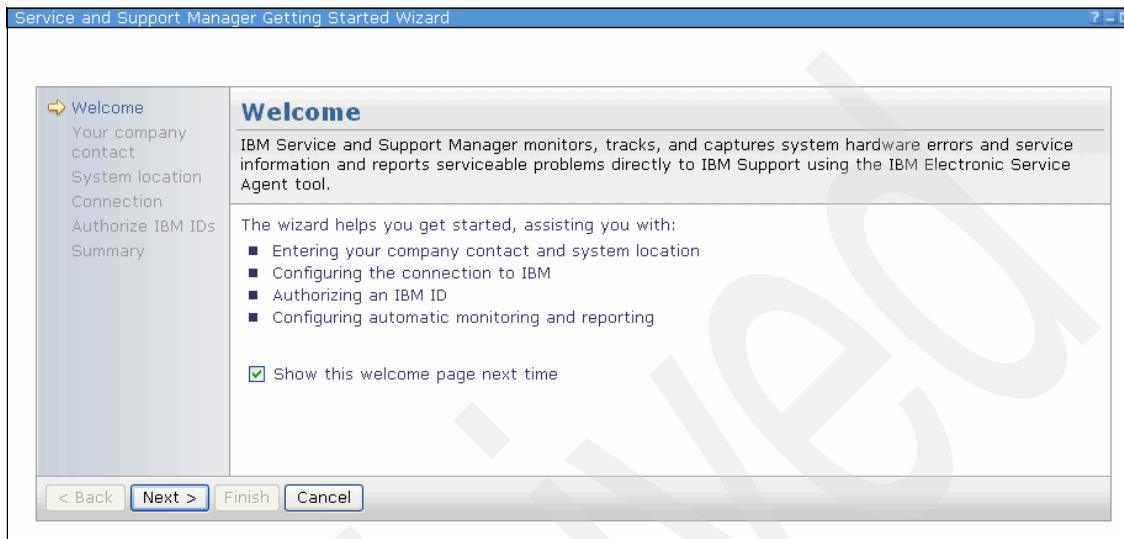 Service and Support Manager Getting Started Wizard
? –
Welcome
Your company
contact
System location
Connection
Authorize IBM IDs
Summary
Welcome
IBM Service and Support Manager monitors, tracks, and captures system hardware errors and service
information and reports serviceable problems directly to IBM Support using the IBM Electronic Service
Agent tool.
The wizard helps you get started, assisting you with:
Entering your company contact and system location
Configuring the connection to IBM
Authorizing an IBM ID
Configuring automatic monitoring and reporting
Show this welcome page next time
< Back Next > Finish Cancel
ived